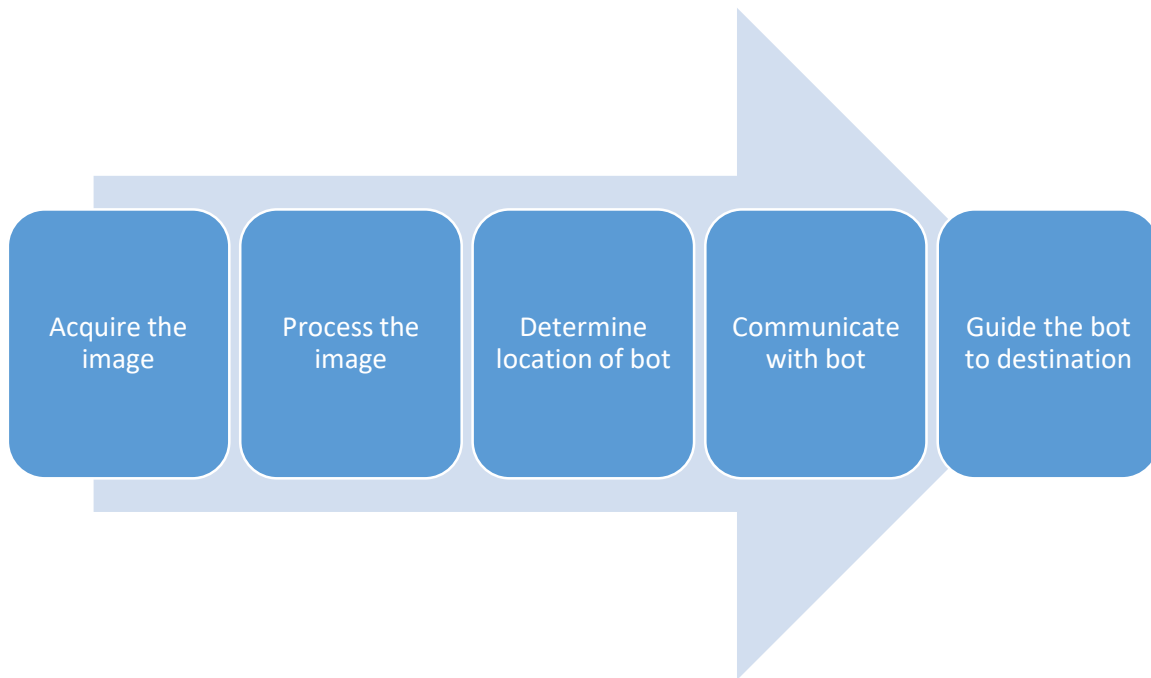 Acquire the
image
Process the
image
Determine
location of bot
Communicate
with bot
Guide the bot
to destination